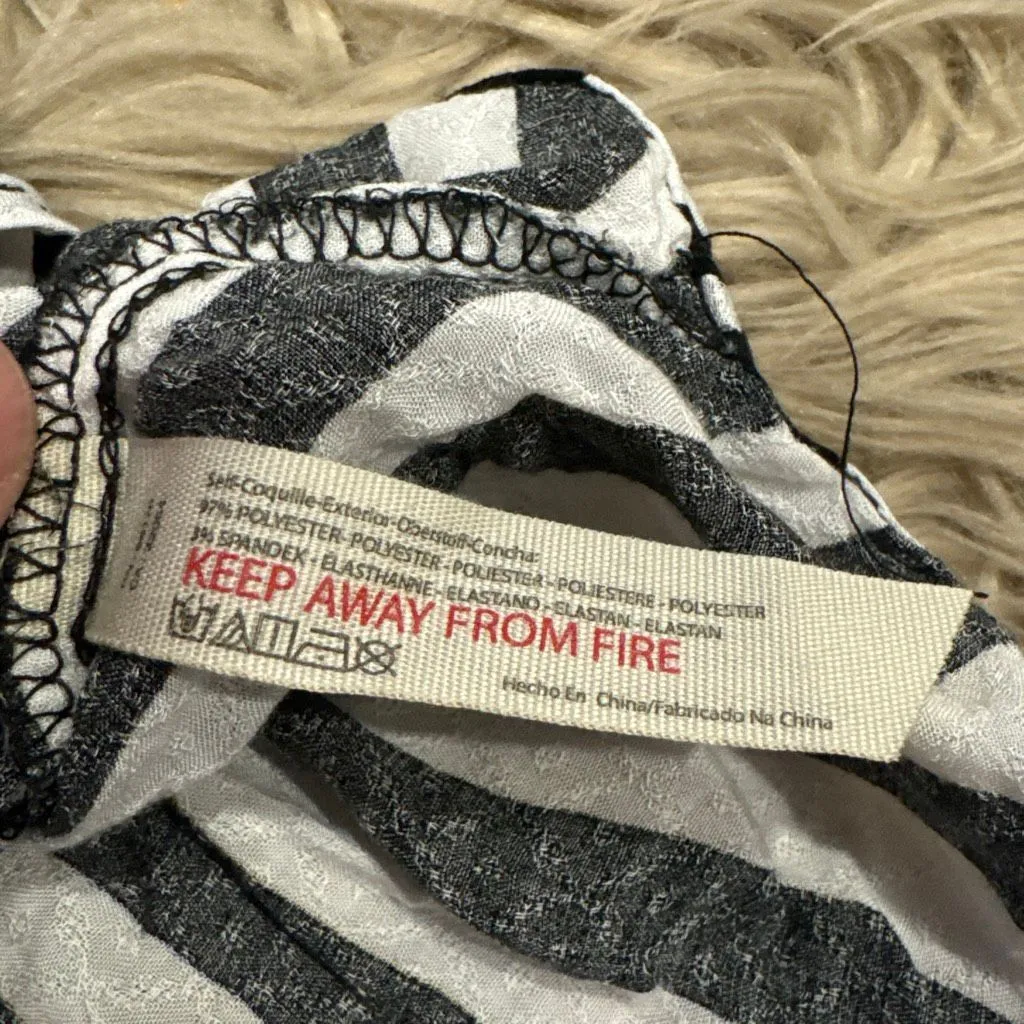 Self-Coquille-Exterior-Oberstoff-Concha:
97% POLYESTER- POLYESTER - POLIESTER - POLIESTERE - POLYESTER
3% SPANDEX - ELASTHANNE - ELASTANO - ELASTAN - ELASTAN
KEEP AWAY FROM FIRE
Hecho En China/Fabricado Na China